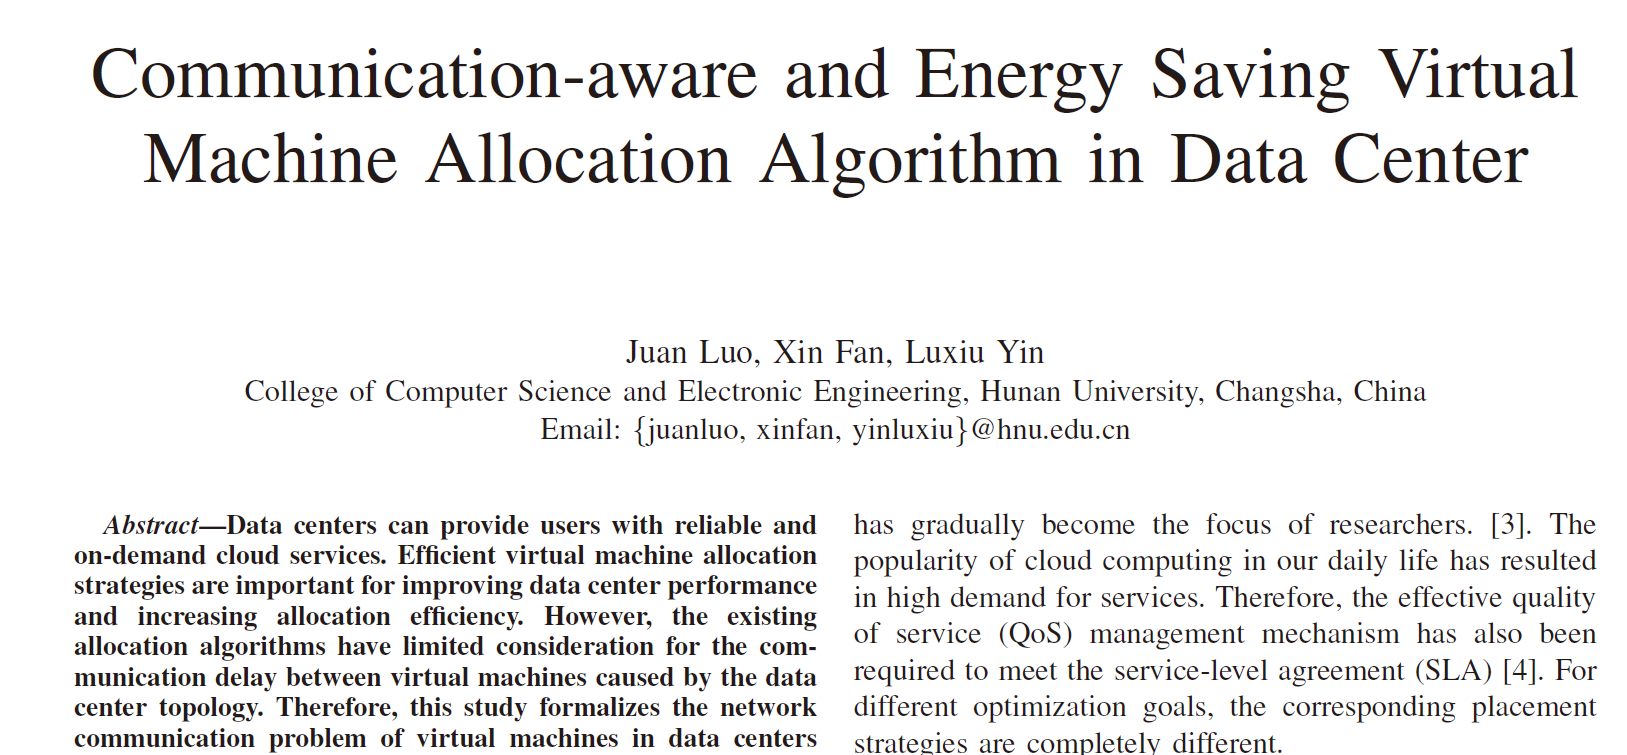 Communication-aware and Energy Saving Virtual
Machine Allocation Algorithm in Data Center
Juan Luo, Xin Fan, Luxiu Yin
College of Computer Science and Electronic Engineering, Hunan University, Changsha, China
Email: {juanluo, xinfan, yinluxiu}@hnu.edu.cn
Abstract—Data centers can provide users with reliable and
on-demand cloud services. Efficient virtual machine allocation
strategies are important for improving data center performance
and increasing allocation efficiency. However, the existing
allocation algorithms have limited consideration for the com-
munication delay between virtual machines caused by the data
center topology. Therefore, this study formalizes the network
communication problem of virtual machines in data centers
has gradually become the focus of researchers. [3]. The
popularity of cloud computing in our daily life has resulted
in high demand for services. Therefore, the effective quality
of service (QoS) management mechanism has also been
required to meet the service-level agreement (SLA) [4]. For
different optimization goals, the corresponding placement
strategies are completely different.